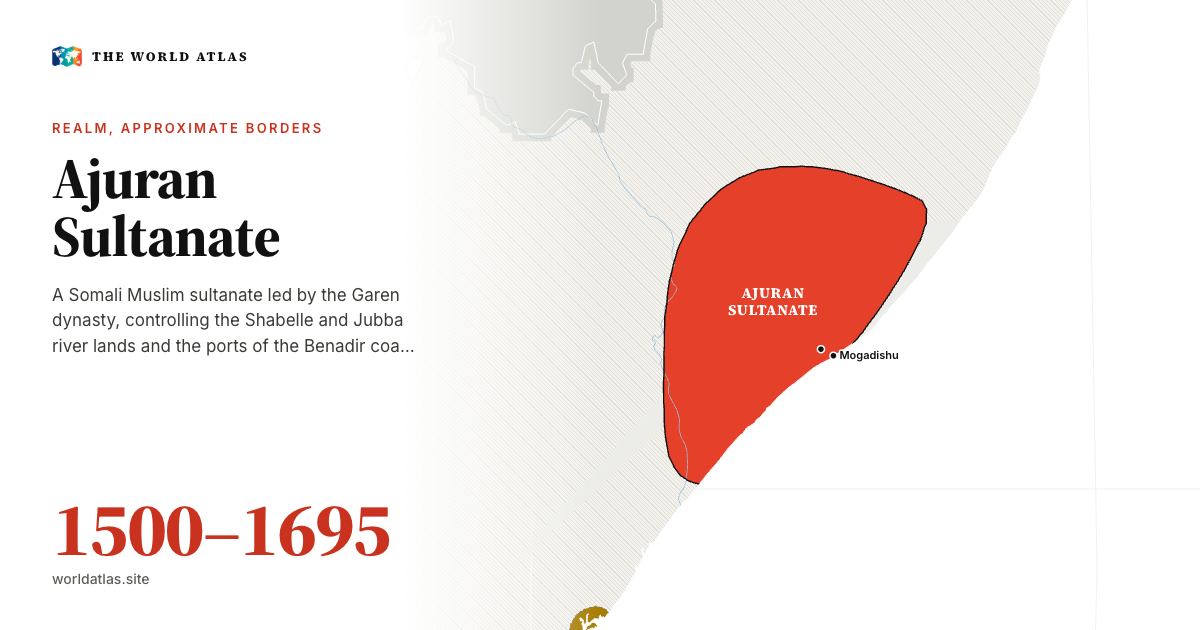 THE WORLD ATLAS
REALM, APPROXIMATE BORDERS
Ajuran
Sultanate
A Somali Muslim sultanate led by the Garen
dynasty, controlling the Shabelle and Jubba
river lands and the ports of the Benadir coa...
1500–1695
worldatlas.site
AJURAN
SULTANATE
Mogadishu